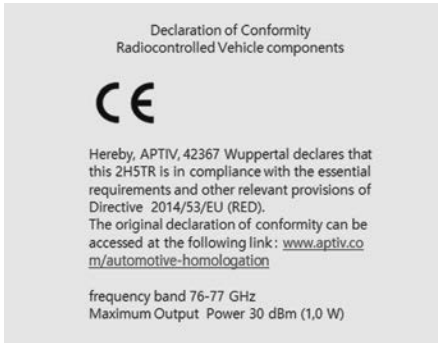 Declaration of Conformity
Radiocontrolled Vehicle components
CE
Hereby, APTIV, 42367 Wuppertal declares that
this 2H5TR is in compliance with the essential
requirements and other relevant provisions of
Directive 2014/53/EU (RED).
The original declaration of conformity can be
accessed at the following link: www.aptiv.co
m/automotive-homologation
frequency band 76-77 GHz
Maximum Output Power 30 dBm (1,0 W)